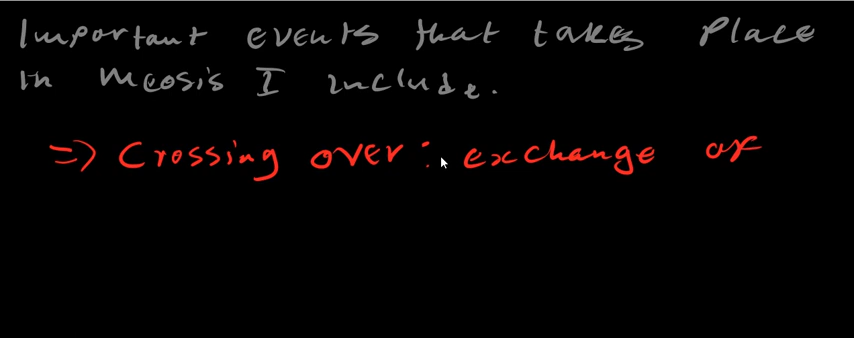 Important events that takes Place
In meosis I include.
=> Crossing over : exchange of